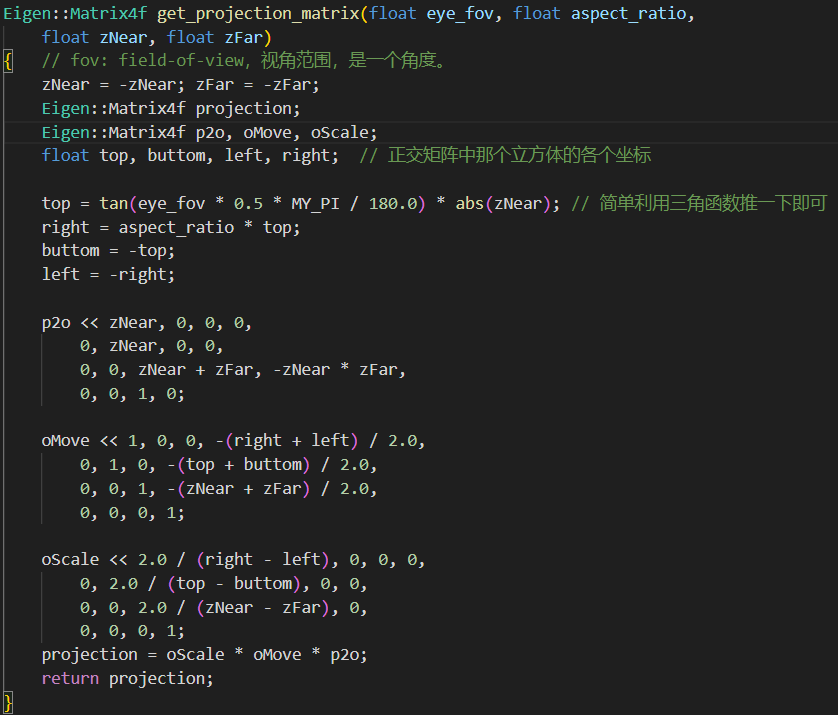 Eigen::Matrix4f get_projection_matrix(float eye_fov, float aspect_ratio,
    float zNear, float zFar)
{   // fov: field-of-view，视角范围，是一个角度。
    zNear = -zNear; zFar = -zFar;
    Eigen::Matrix4f projection;
    Eigen::Matrix4f p2o, oMove, oScale;
    float top, buttom, left, right;  // 正交矩阵中那个立方体的各个坐标

    top = tan(eye_fov * 0.5 * MY_PI / 180.0) * abs(zNear); // 简单利用三角函数推一下即可
    right = aspect_ratio * top;
    buttom = -top;
    left = -right;

    p2o << zNear, 0, 0, 0,
        0, zNear, 0, 0,
        0, 0, zNear + zFar, -zNear * zFar,
        0, 0, 1, 0;

    oMove << 1, 0, 0, -(right + left) / 2.0,
        0, 1, 0, -(top + buttom) / 2.0,
        0, 0, 1, -(zNear + zFar) / 2.0,
        0, 0, 0, 1;

    oScale << 2.0 / (right - left), 0, 0, 0,
        0, 2.0 / (top - buttom), 0, 0,
        0, 0, 2.0 / (zNear - zFar), 0,
        0, 0, 0, 1;
    projection = oScale * oMove * p2o;
    return projection;
}